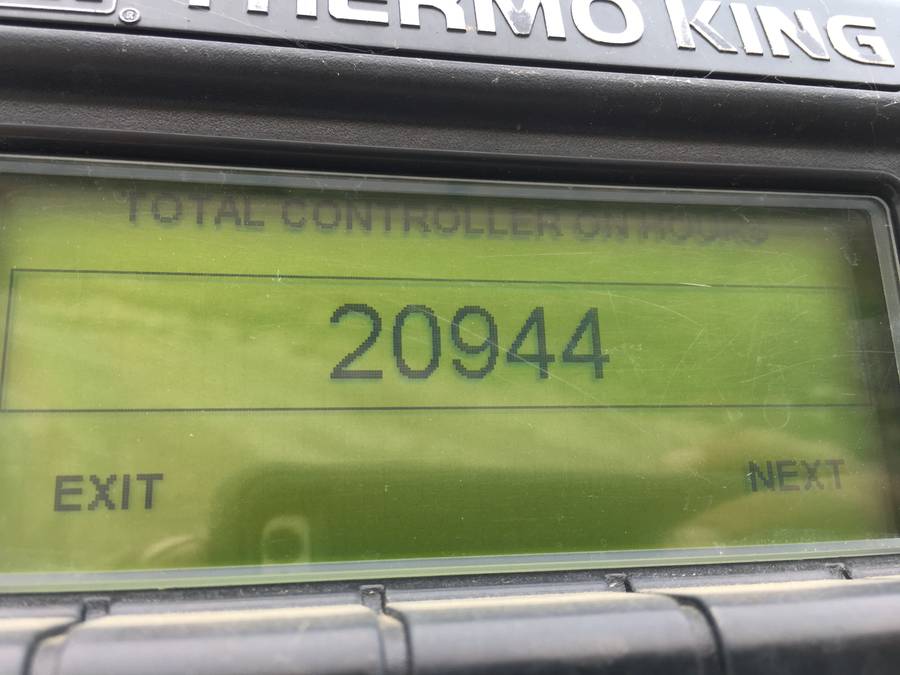 ®
THERMO KING
TOTAL CONTROLLER ON HOURS
20944
EXIT
NEXT